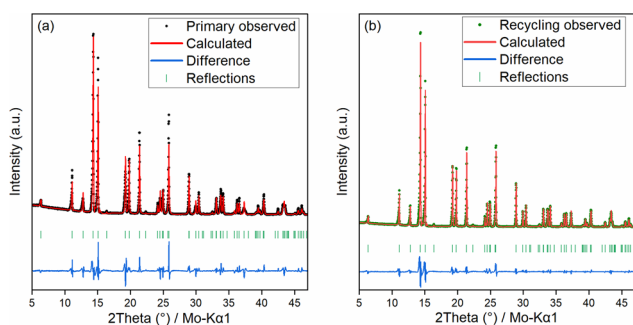 (a)
Primary observed
Calculated
Difference
Reflections
Intensity (a.u.)
5 10 15 20 25 30 35 40 45
2Theta (°) / Mo-Kα1
(b)
Recycling observed
Calculated
Difference
Reflections
Intensity (a.u.)
5 10 15 20 25 30 35 40 45
2Theta (°) / Mo-Kα1